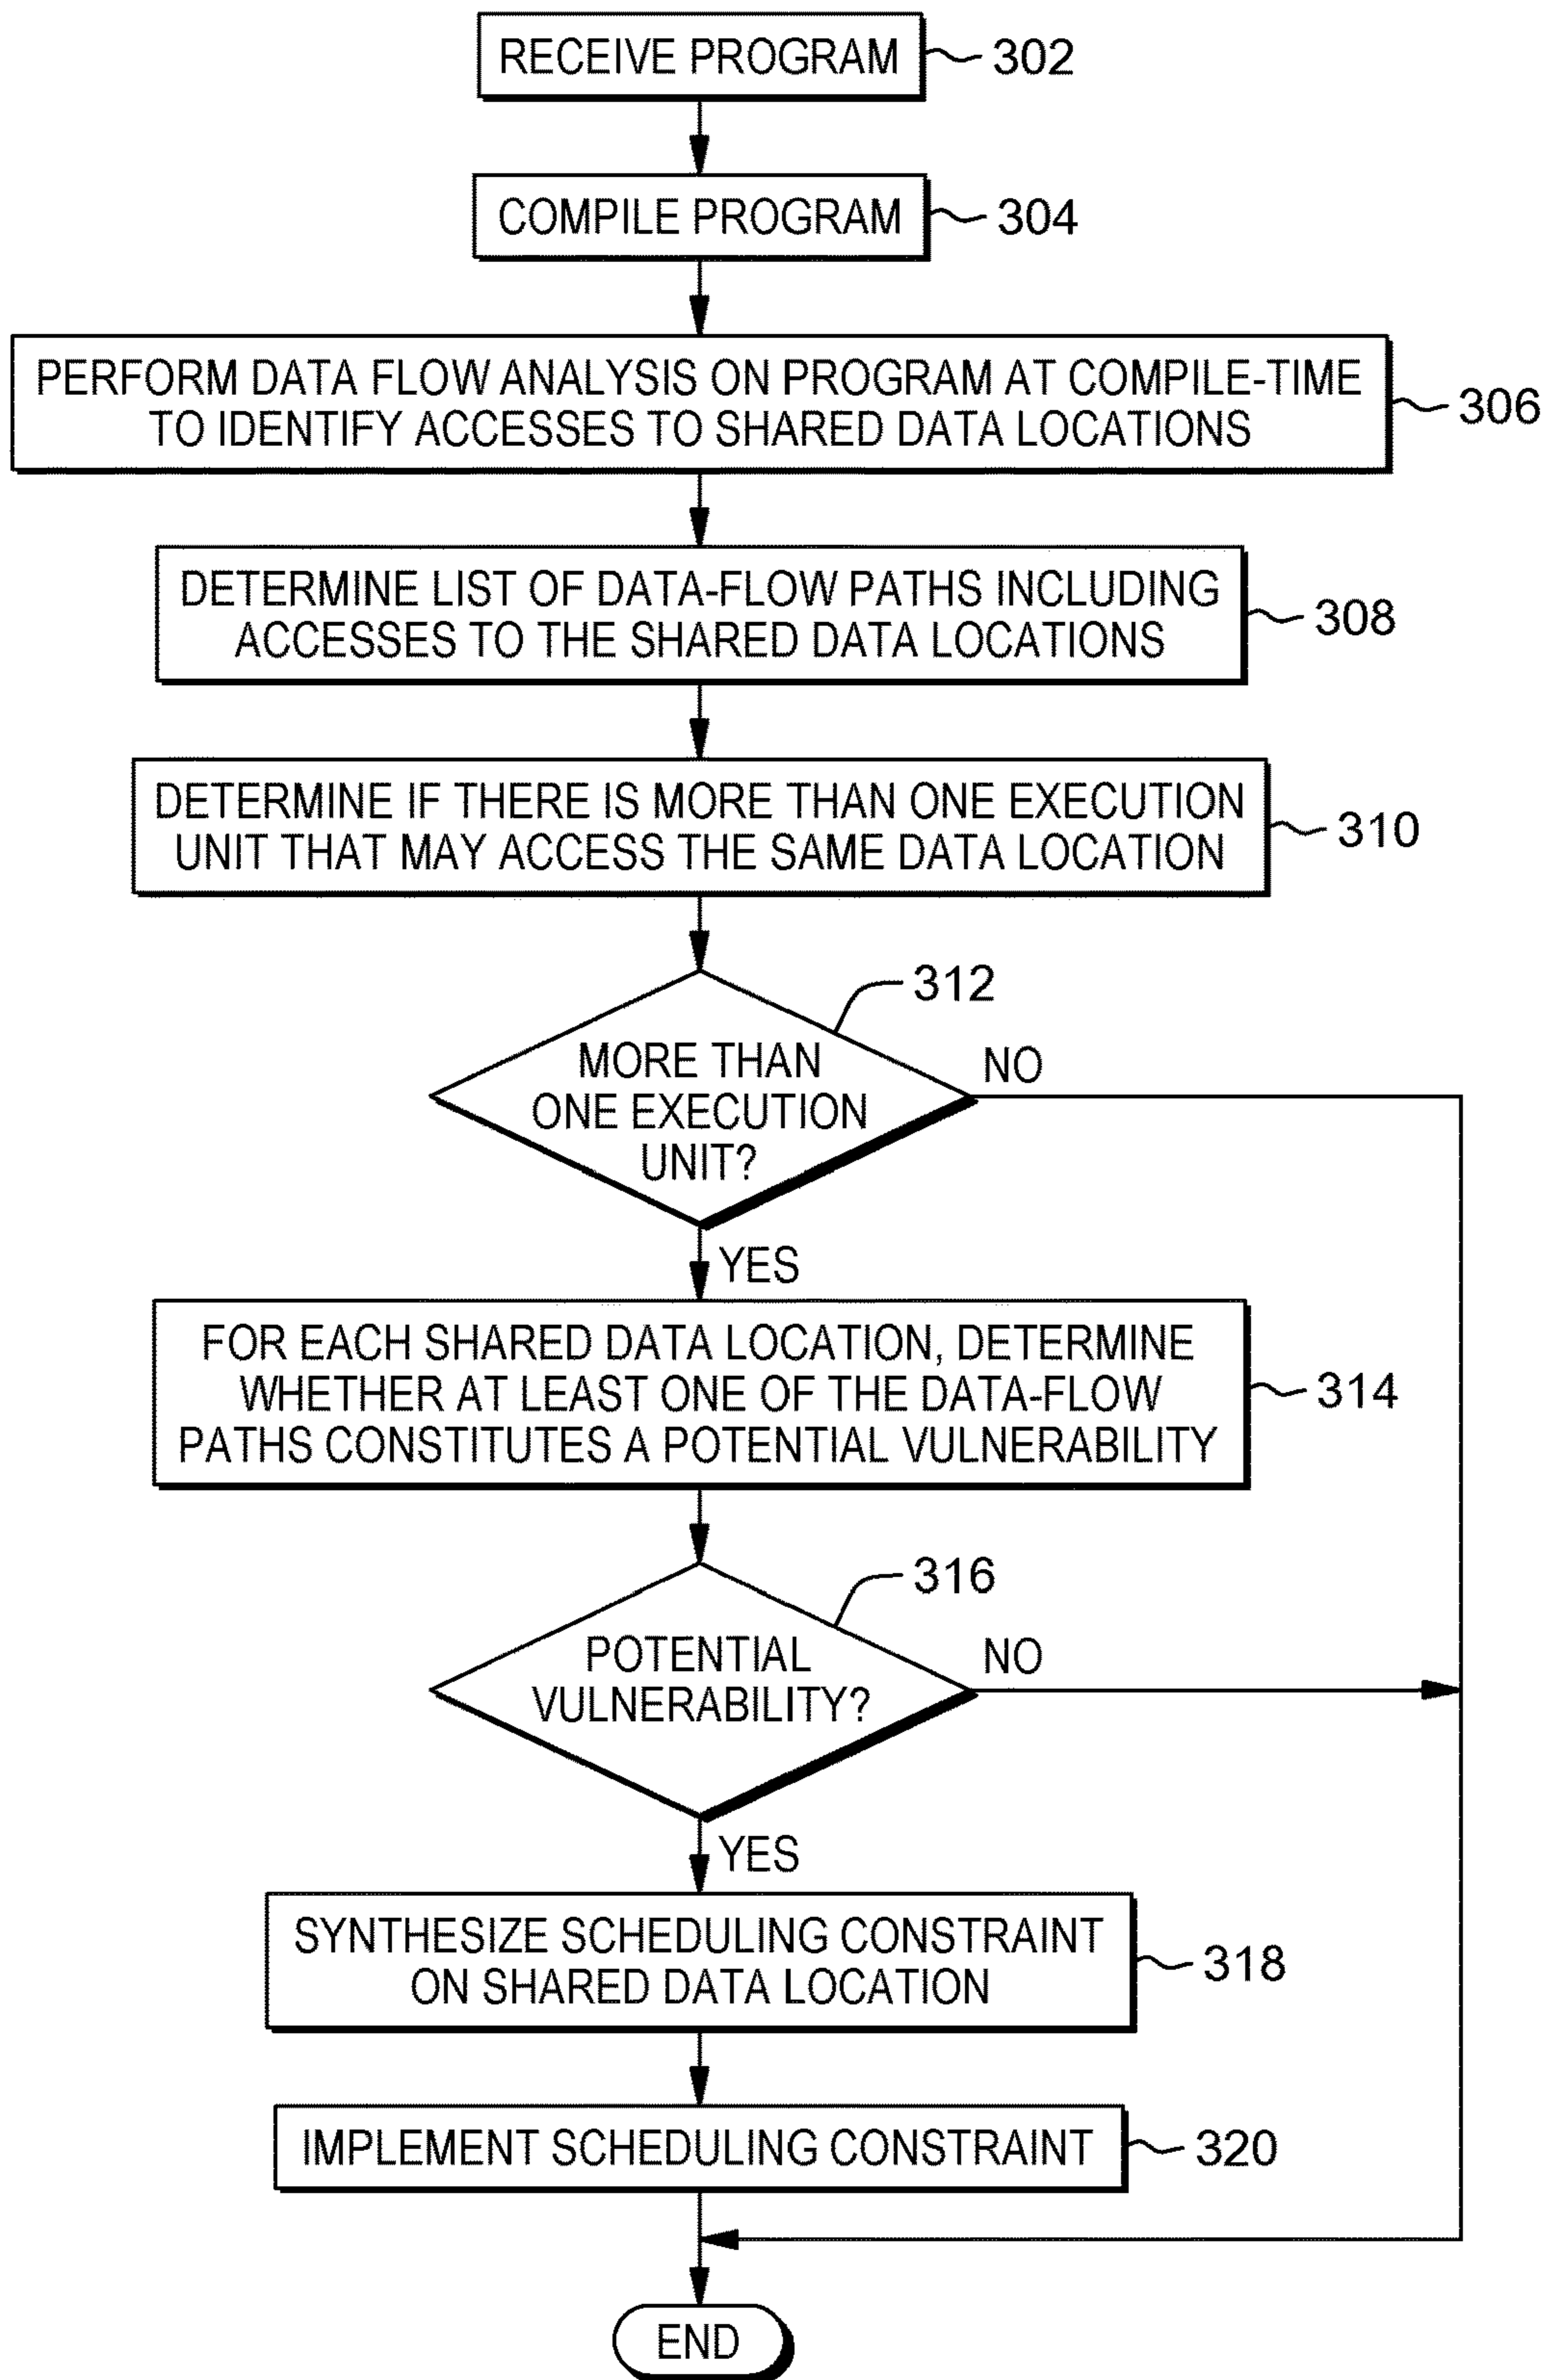 RECEIVE PROGRAM
302
COMPILE PROGRAM
304
PERFORM DATA FLOW ANALYSIS ON PROGRAM AT COMPILE-TIME
TO IDENTIFY ACCESSES TO SHARED DATA LOCATIONS
306
DETERMINE LIST OF DATA-FLOW PATHS INCLUDING
ACCESSES TO THE SHARED DATA LOCATIONS
308
DETERMINE IF THERE IS MORE THAN ONE EXECUTION
UNIT THAT MAY ACCESS THE SAME DATA LOCATION
310
312
MORE THAN
ONE EXECUTION
UNIT?
NO
YES
FOR EACH SHARED DATA LOCATION, DETERMINE
WHETHER AT LEAST ONE OF THE DATA-FLOW
PATHS CONSTITUTES A POTENTIAL VULNERABILITY
314
316
POTENTIAL
VULNERABILITY?
NO
YES
SYNTHESIZE SCHEDULING CONSTRAINT
ON SHARED DATA LOCATION
318
IMPLEMENT SCHEDULING CONSTRAINT
320
END